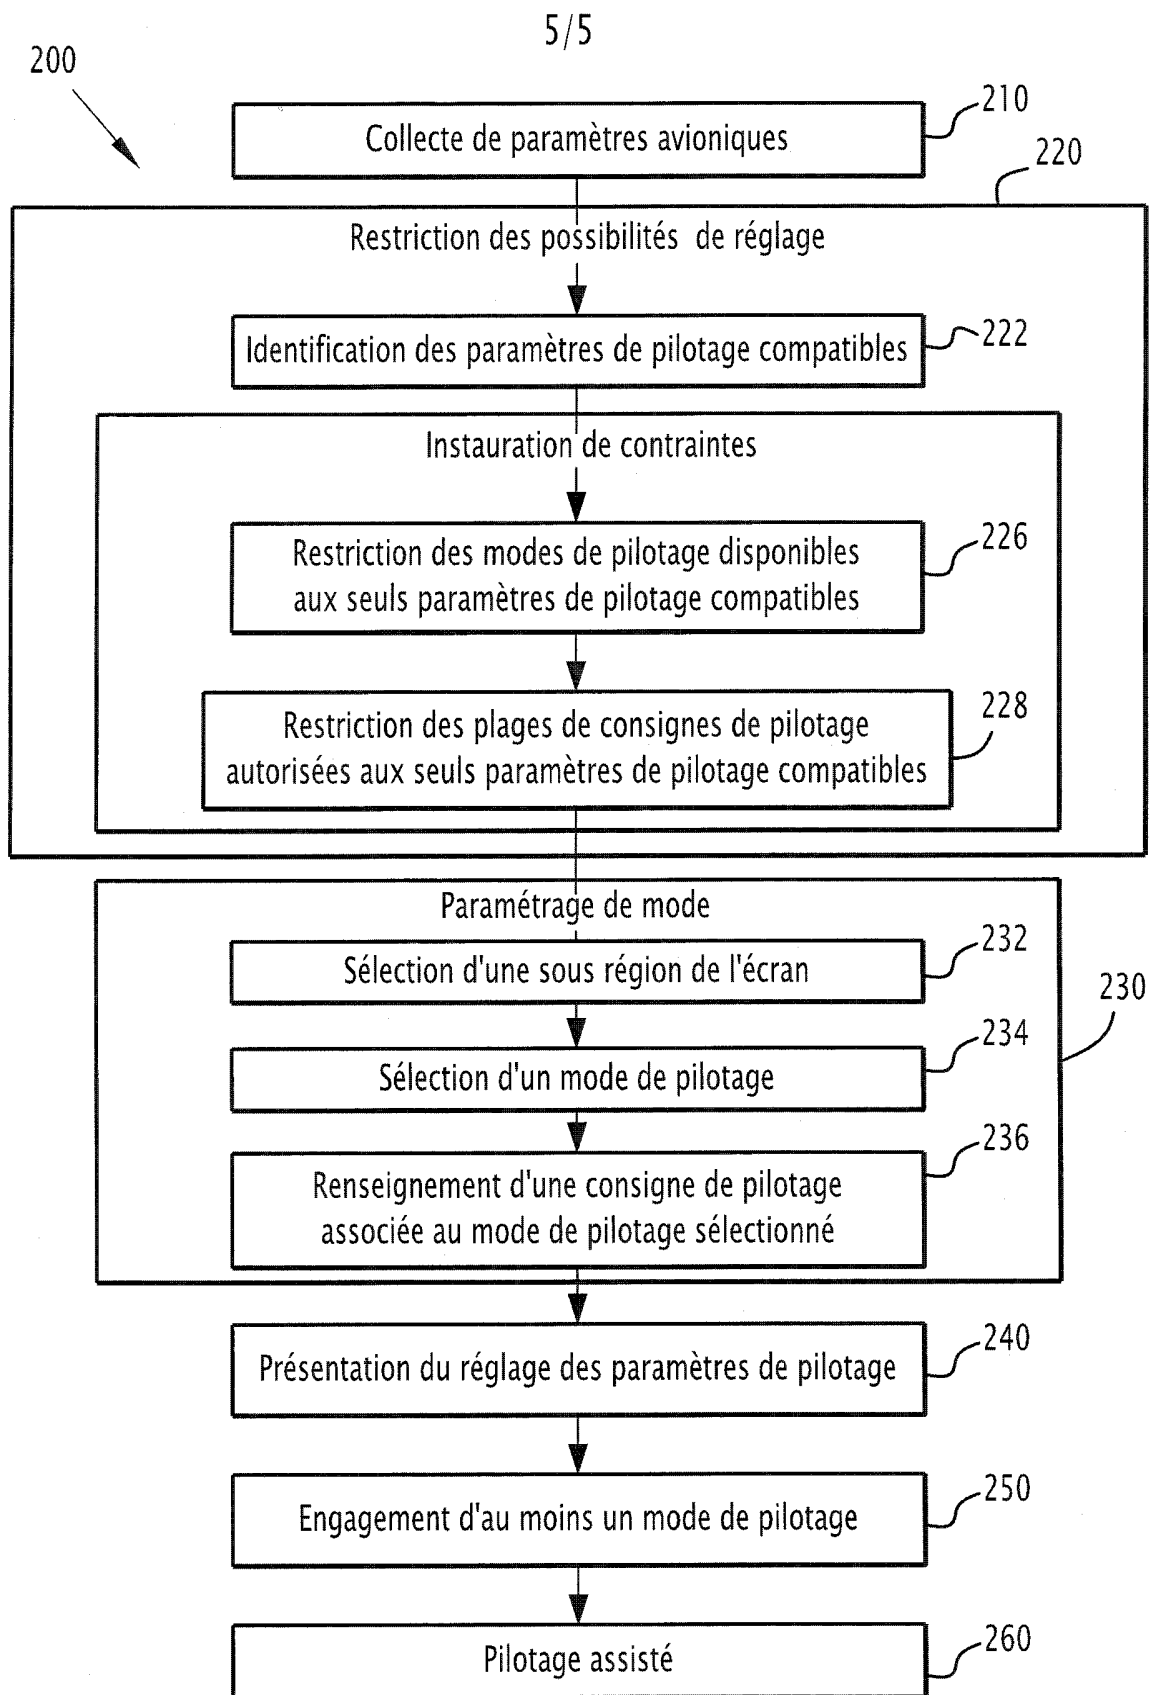 5/5
200
Collecte de paramètres avioniques
210
220
Restriction des possibilités de réglage
Identification des paramètres de pilotage compatibles
222
Instauration de contraintes
Restriction des modes de pilotage disponibles
aux seuls paramètres de pilotage compatibles
226
Restriction des plages de consignes de pilotage
autorisées aux seuls paramètres de pilotage compatibles
228
Paramétrage de mode
Sélection d'une sous région de l'écran
232
230
Sélection d'un mode de pilotage
234
Renseignement d'une consigne de pilotage
associée au mode de pilotage sélectionné
236
Présentation du réglage des paramètres de pilotage
240
Engagement d'au moins un mode de pilotage
250
Pilotage assisté
260